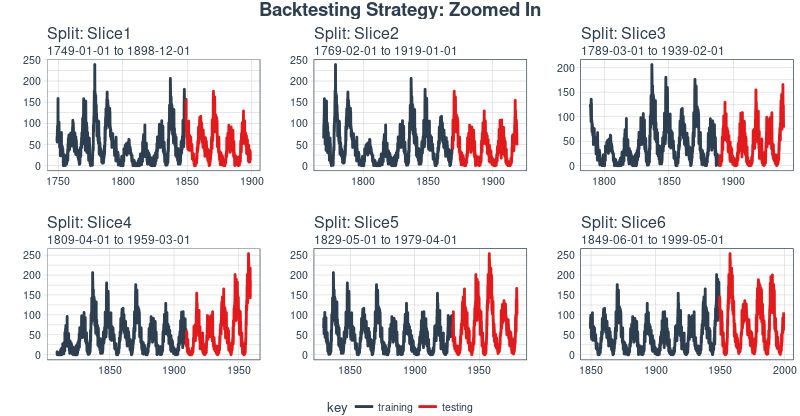 Backtesting Strategy: Zoomed In
Split: Slice1
1749-01-01 to 1898-12-01
250
200
150
100
50
0
1750 1800 1850 1900
Split: Slice2
1769-02-01 to 1919-01-01
250
200
150
100
50
0
1800 1850 1900
Split: Slice3
1789-03-01 to 1939-02-01
200
150
100
50
0
1800 1850 1900
Split: Slice4
1809-04-01 to 1959-03-01
250
200
150
100
50
0
1850 1900 1950
Split: Slice5
1829-05-01 to 1979-04-01
250
200
150
100
50
0
1850 1900 1950
Split: Slice6
1849-06-01 to 1999-05-01
250
200
150
100
50
0
1850 1900 1950 2000
key training testing